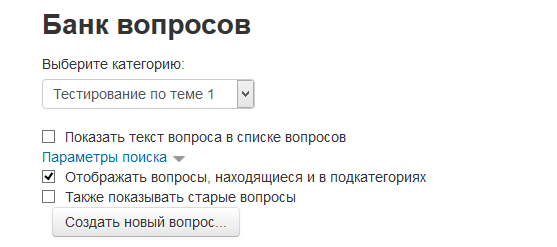 Банк вопросов
Выберите категорию:
Тестирование по теме 1
Показать текст вопроса в списке вопросов
Параметры поиска
Отображать вопросы, находящиеся и в подкатегориях
Также показывать старые вопросы
Создать новый вопрос...